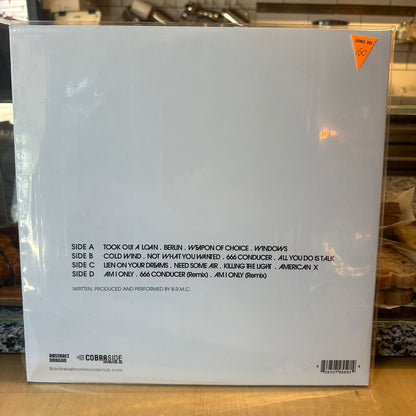 150
SIDE A TOOK OUT A LOAN . BERLIN . WEAPON OF CHOICE . WINDOWS
SIDE B COLD WIND . NOT WHAT YOU WANTED . 666 CONDUCER . ALL YOU DO IS TALK
SIDE C LIEN ON YOUR DREAMS . NEED SOME AIR . KILLING THE LIGHT . AMERICAN X
SIDE D AM I ONLY . 666 CONDUCER (Remix) . AM I ONLY (Remix)
WRITTEN, PRODUCED AND PERFORMED BY B.R.M.C.
ABSTRACT
DRAGON
COBRASIDE
Blackrebelmotorcycleclub.com